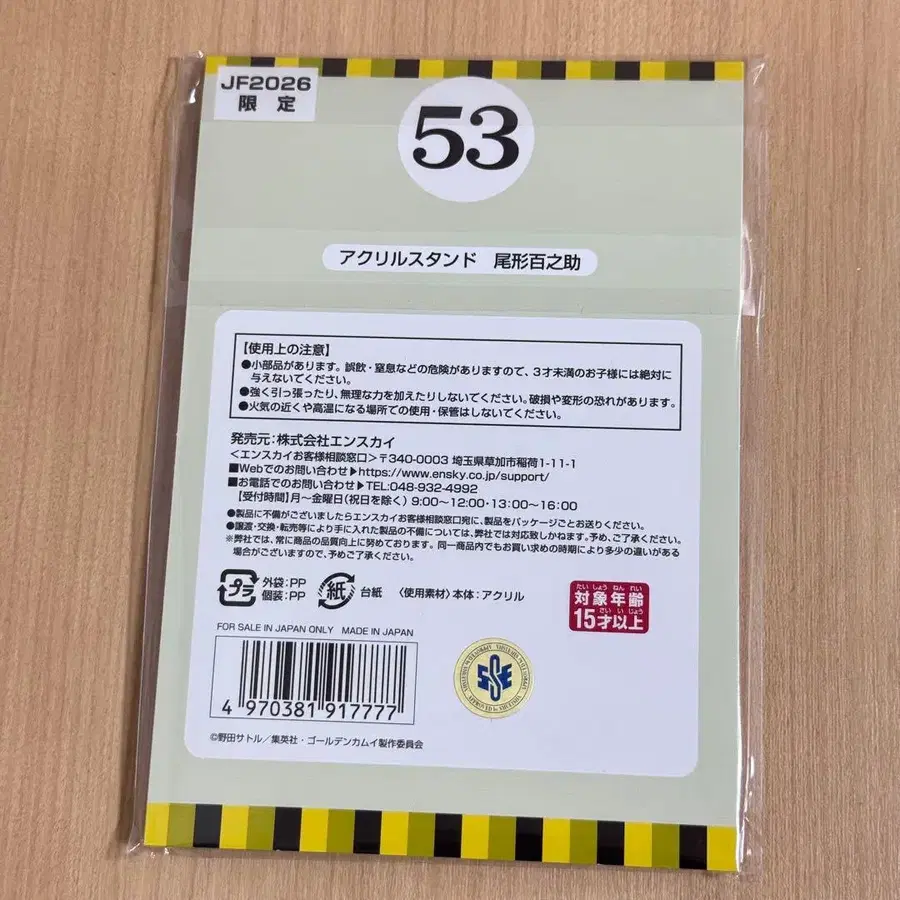 JF2026
限 定
53
アクリルスタンド 尾形百之助
【使用上の注意】
●小部品があります。誤飲・窒息などの危険がありますので、3才未満のお子様には絶対に
与えないでください。
●強く引っ張ったり、無理な力を加えたりしないでください。破損や変形の恐れがあります。
●火気の近くや高温になる場所での使用・保管はしないでください。
発売元:株式会社エンスカイ
<エンスカイお客様相談窓口>〒340-0003 埼玉県草加市稲荷1-11-1
■Webでのお問い合わせ▶https://www.ensky.co.jp/support/
■お電話でのお問い合わせ▶TEL:048-932-4992
【受付時間】月〜金曜日(祝日を除く) 9:00〜12:00・13:00〜16:00
●製品に不備がございましたらエンスカイお客様相談窓口宛に、製品をパッケージごとお送りください。
●譲渡・交換・転売等により手に入れた製品の不備については、弊社では対応致しかねます。予め、ご了承ください。
※弊社では、常に商品の品質向上に努めております。同一商品内でもお買い求めの時期により多少の違いがある
場合がございますので、予めご了承ください。
プラ 外袋:PP
個装:PP
紙 台紙 〈使用素材〉本体:アクリル
たいしょうねんれい
対象年齢
さいいじょう
15才以上
FOR SALE IN JAPAN ONLY MADE IN JAPAN
4 970381 917777
©野田サトル/集英社・ゴールデンカムイ製作委員会